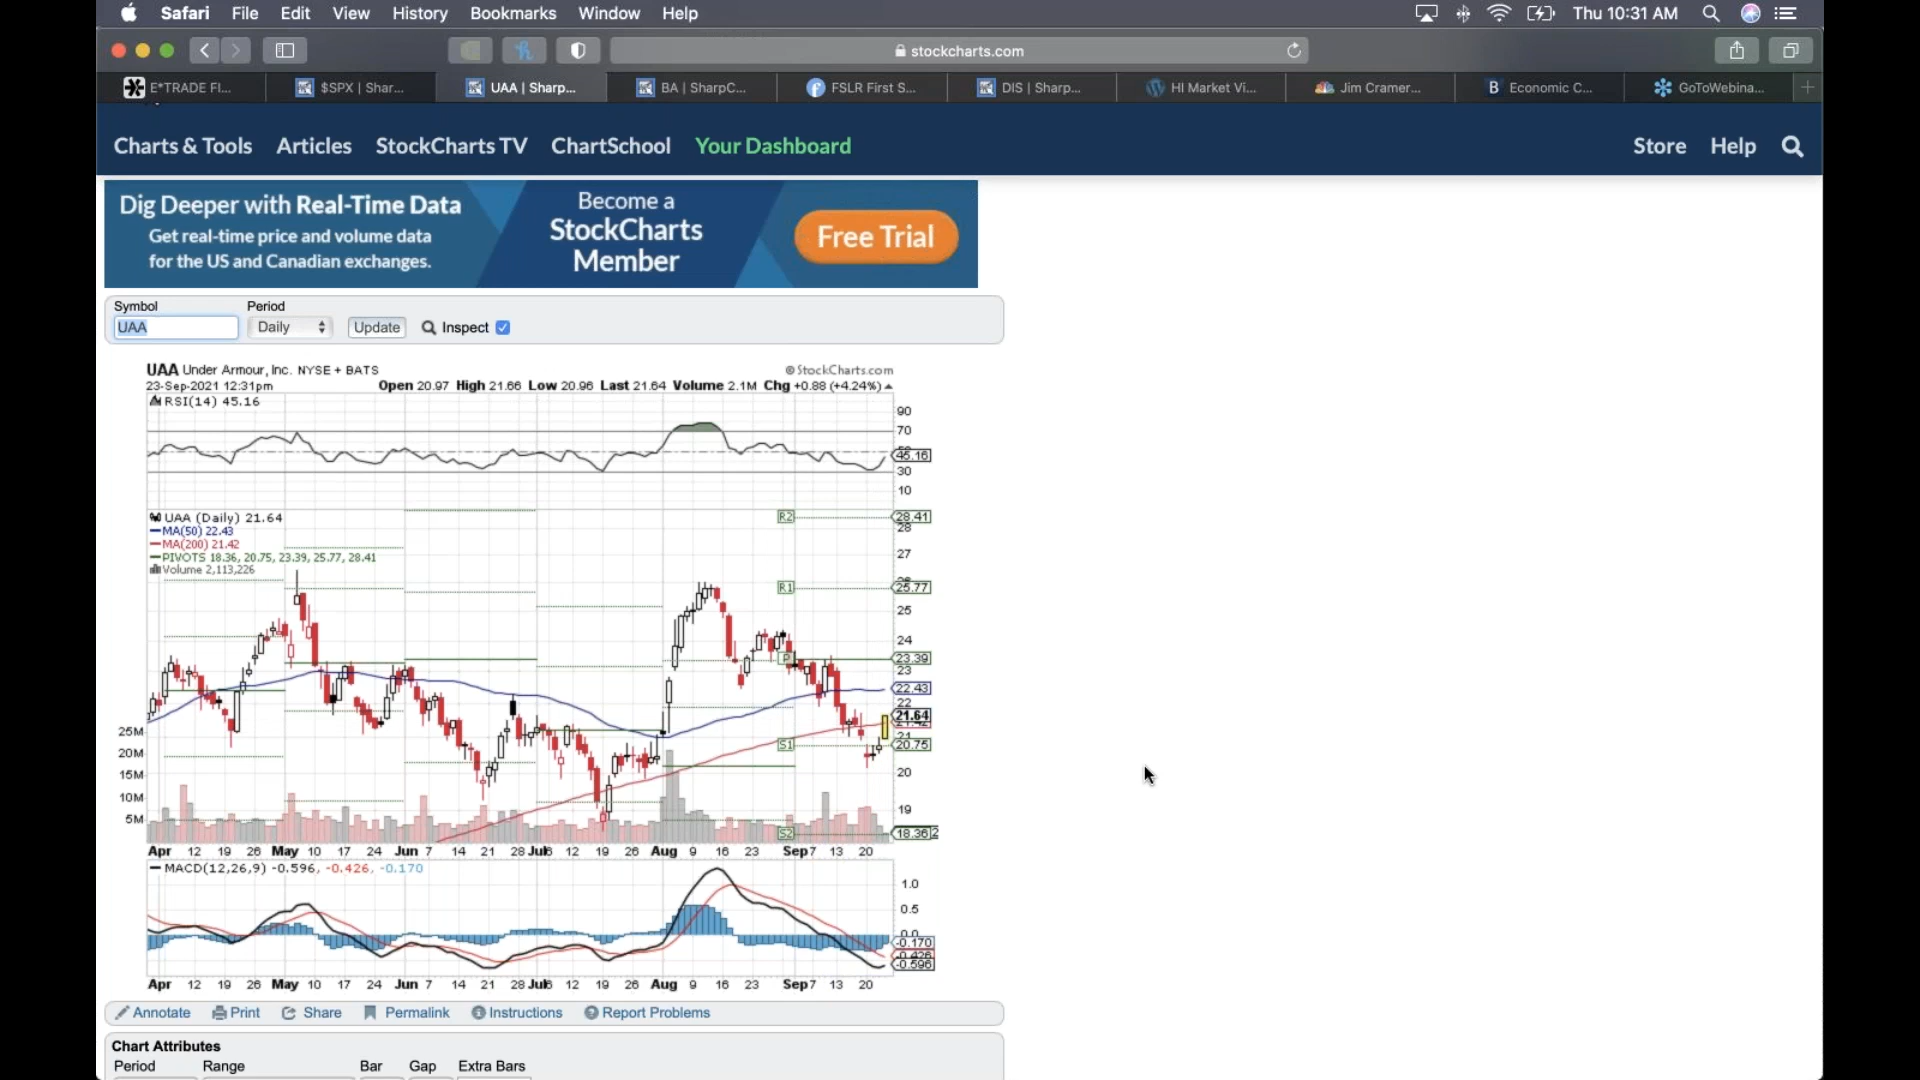 Safari File Edit View History Bookmarks Window Help Thu 10:31 AM
stockcharts.com
E*TRADE FI... $SPX | Shar... UAA | Sharp... BA | SharpC... FSLR First S... DIS | Sharp... HI Market Vi... Jim Cramer... B Economic C... GoToWebina...
Charts & Tools Articles StockCharts TV ChartSchool Your Dashboard Store Help
Dig Deeper with Real-Time Data
Get real-time price and volume data
for the US and Canadian exchanges.
Become a
StockCharts
Member
Free Trial
Symbol Period
UAA Daily Update Inspect
UAA Under Armour, Inc. NYSE + BATS ©StockCharts.com
23-Sep-2021 12:31pm Open 20.97 High 21.66 Low 20.96 Last 21.64 Volume 2.1M Chg +0.88 (+4.24%)
RSI(14) 45.16
90
70
45.16
30
10
UAA (Daily) 21.64
MA(50) 22.43
MA(200) 21.42
PIVOTS 18.36, 20.75, 23.39, 25.77, 28.41
Volume 2,113,226
R2 28.41
28
27
R1 25.77
25
24
P 23.39
23
22.43
22
21.64
21
S1 20.75
20
19
S2 18.36
25M
20M
15M
10M
5M
Apr 12 19 26 May 10 17 24 Jun 7 14 21 28 Jul 6 12 19 26 Aug 9 16 23 Sep 7 13 20
MACD(12,26,9) -0.596, -0.426, -0.170
1.0
0.5
0.0
-0.170
-0.426
-0.596
Apr 12 19 26 May 10 17 24 Jun 7 14 21 28 Jul 6 12 19 26 Aug 9 16 23 Sep 7 13 20
Annotate Print Share Permalink Instructions Report Problems
Chart Attributes
Period Range Bar Gap Extra Bars